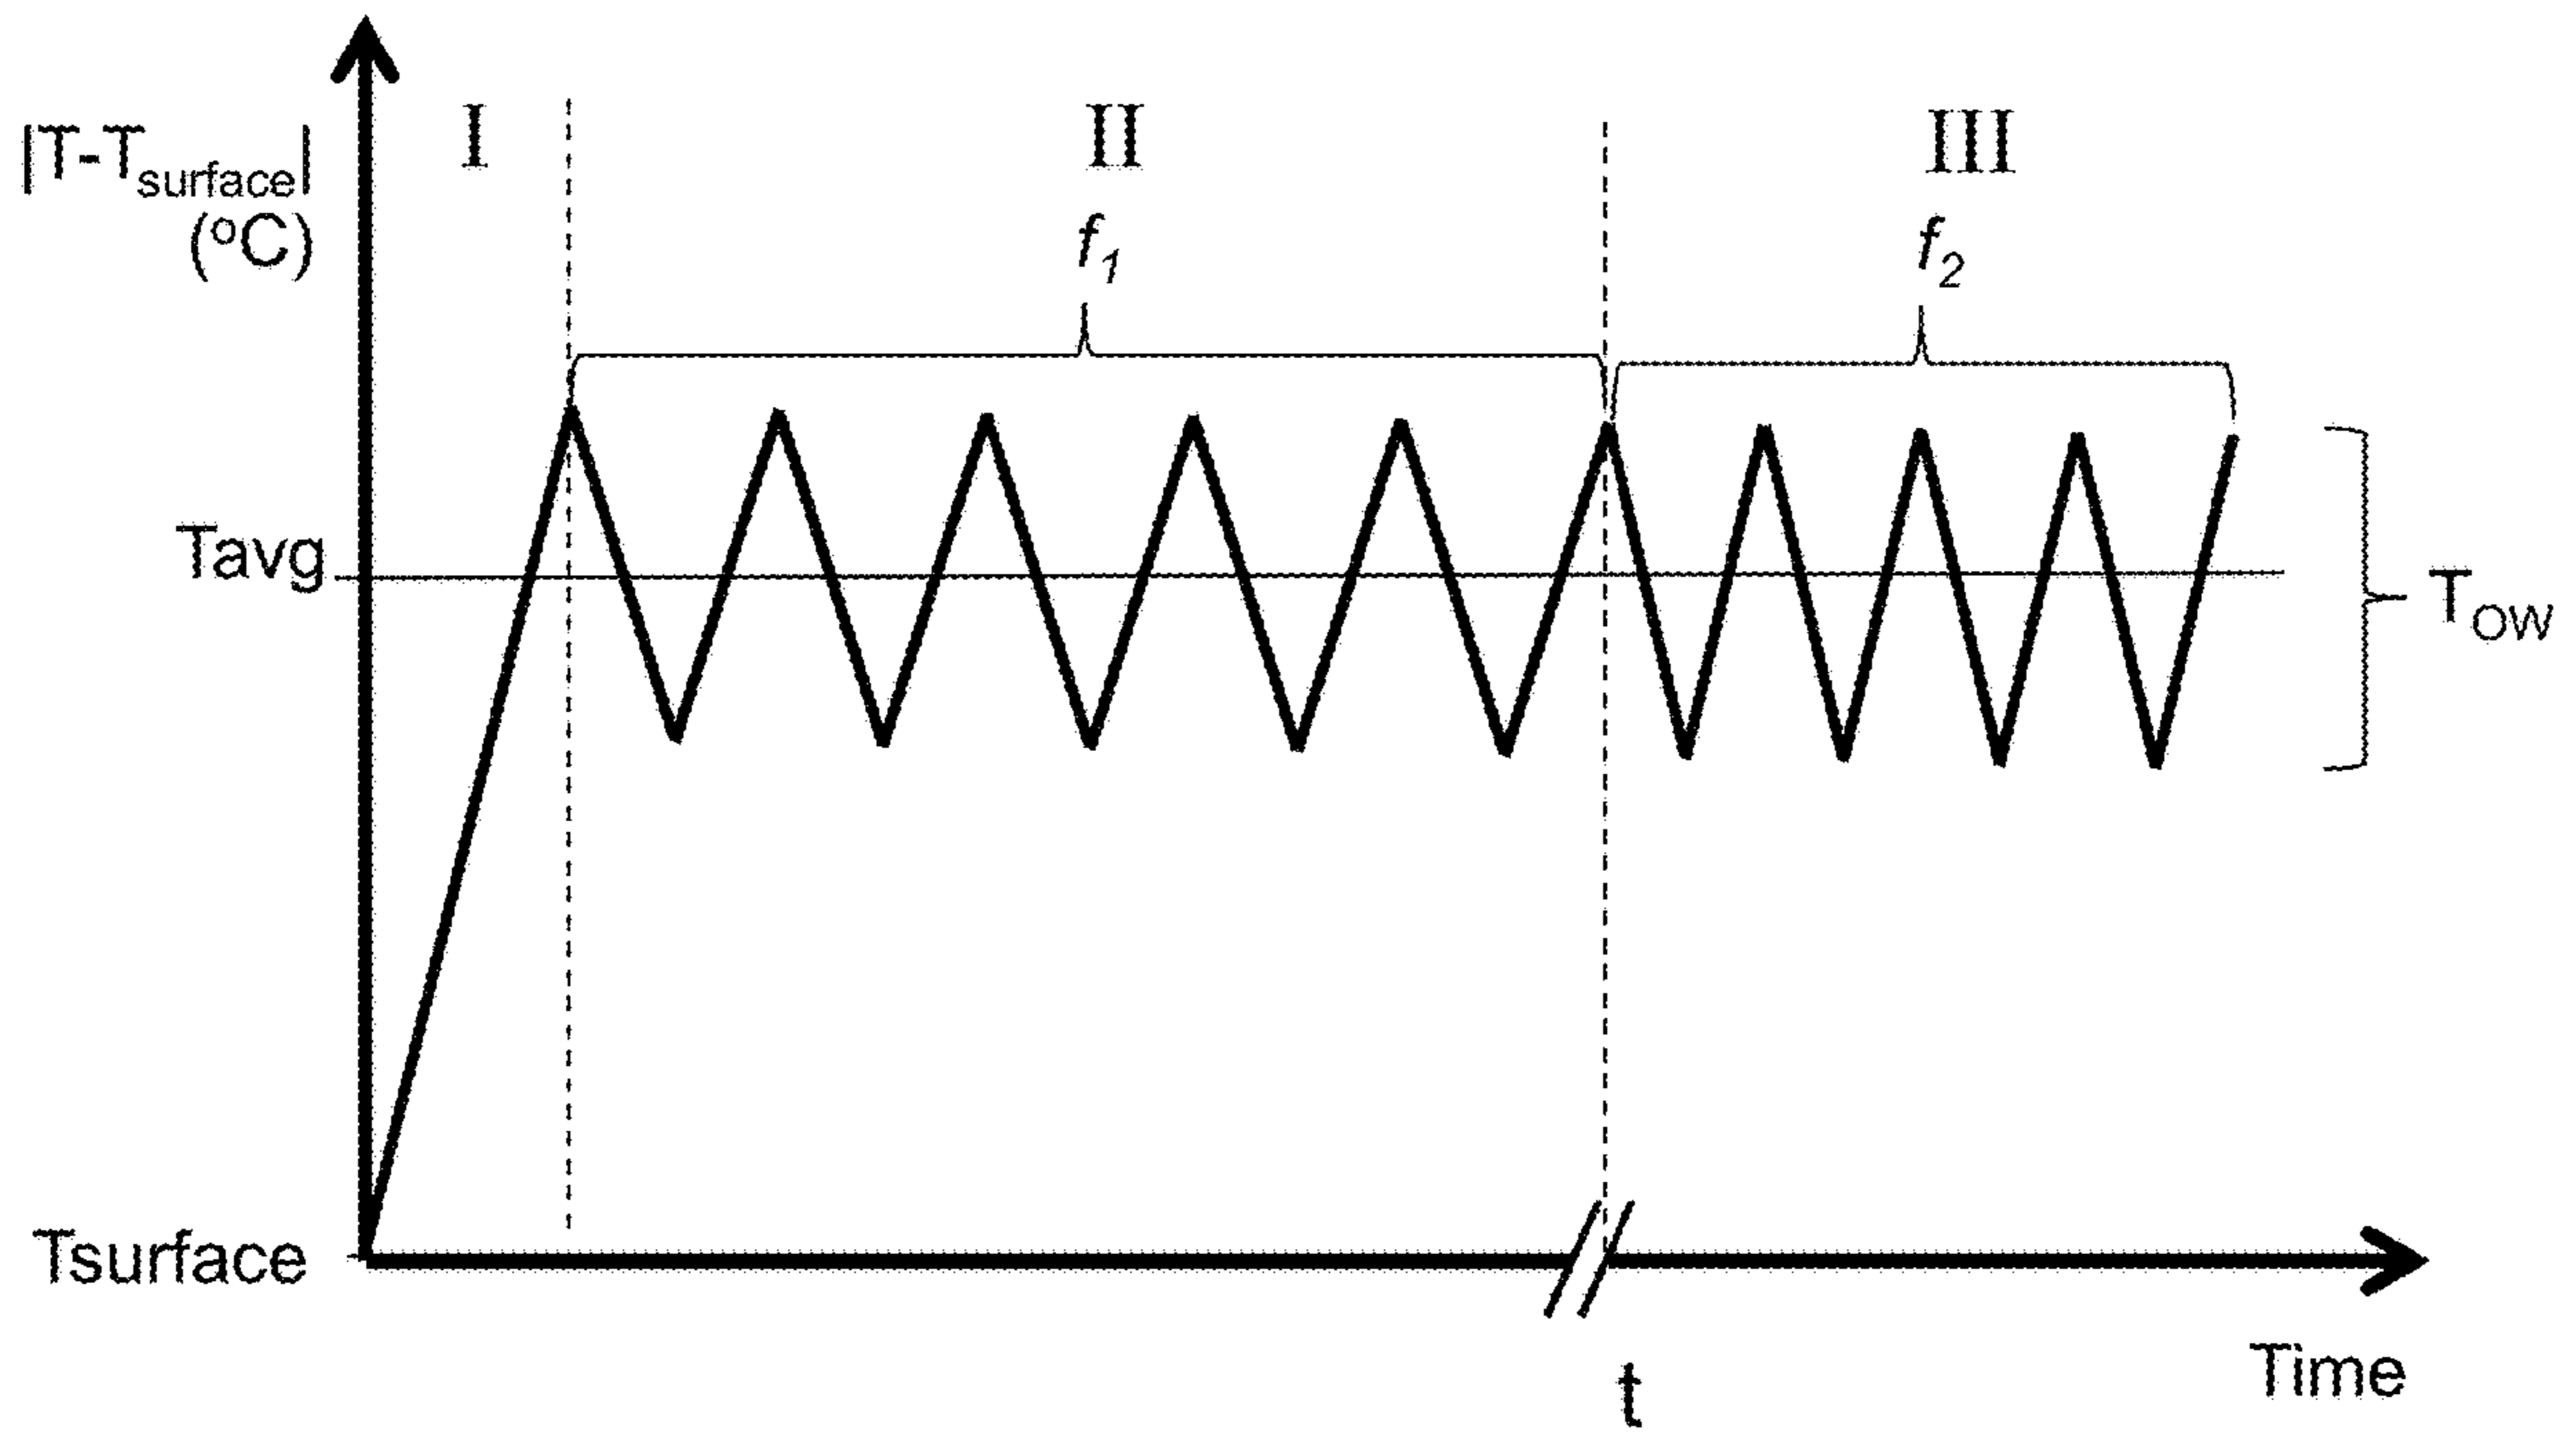 I
II
III
|T-Tsurface|
(°C)
f1
f2
Tavg
TOW
Tsurface
Time
t